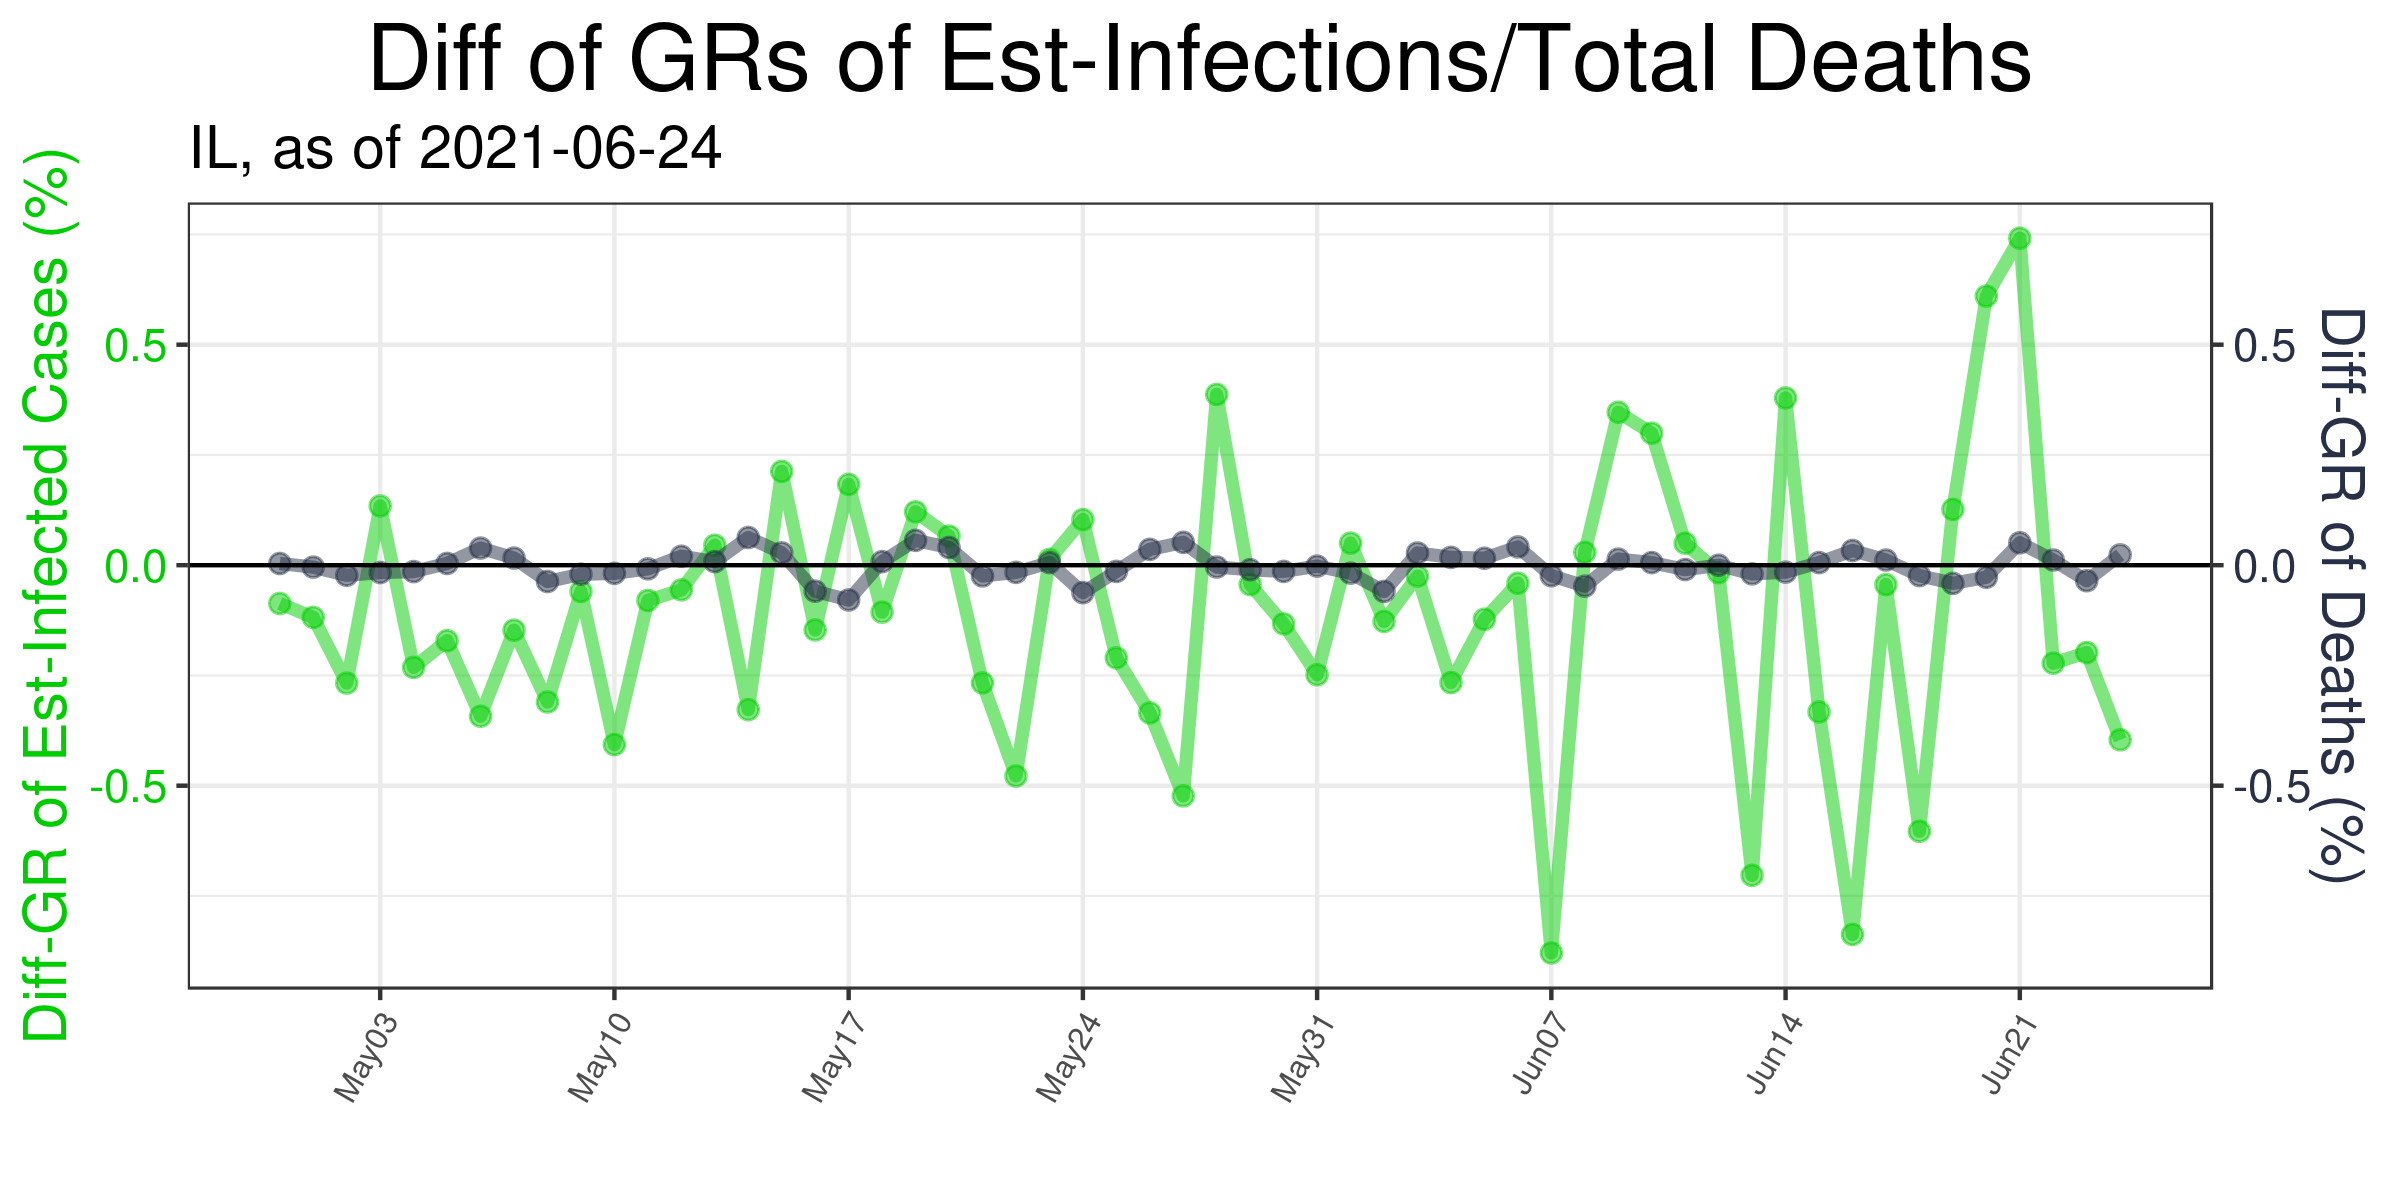 Diff of GRs of Est-Infections/Total Deaths
IL, as of 2021-06-24
Diff-GR of Est-Infected Cases (%)
0.5
0.0
-0.5
0.5
0.0
-0.5
Diff-GR of Deaths (%)
May03
May10
May17
May24
May31
Jun07
Jun14
Jun21